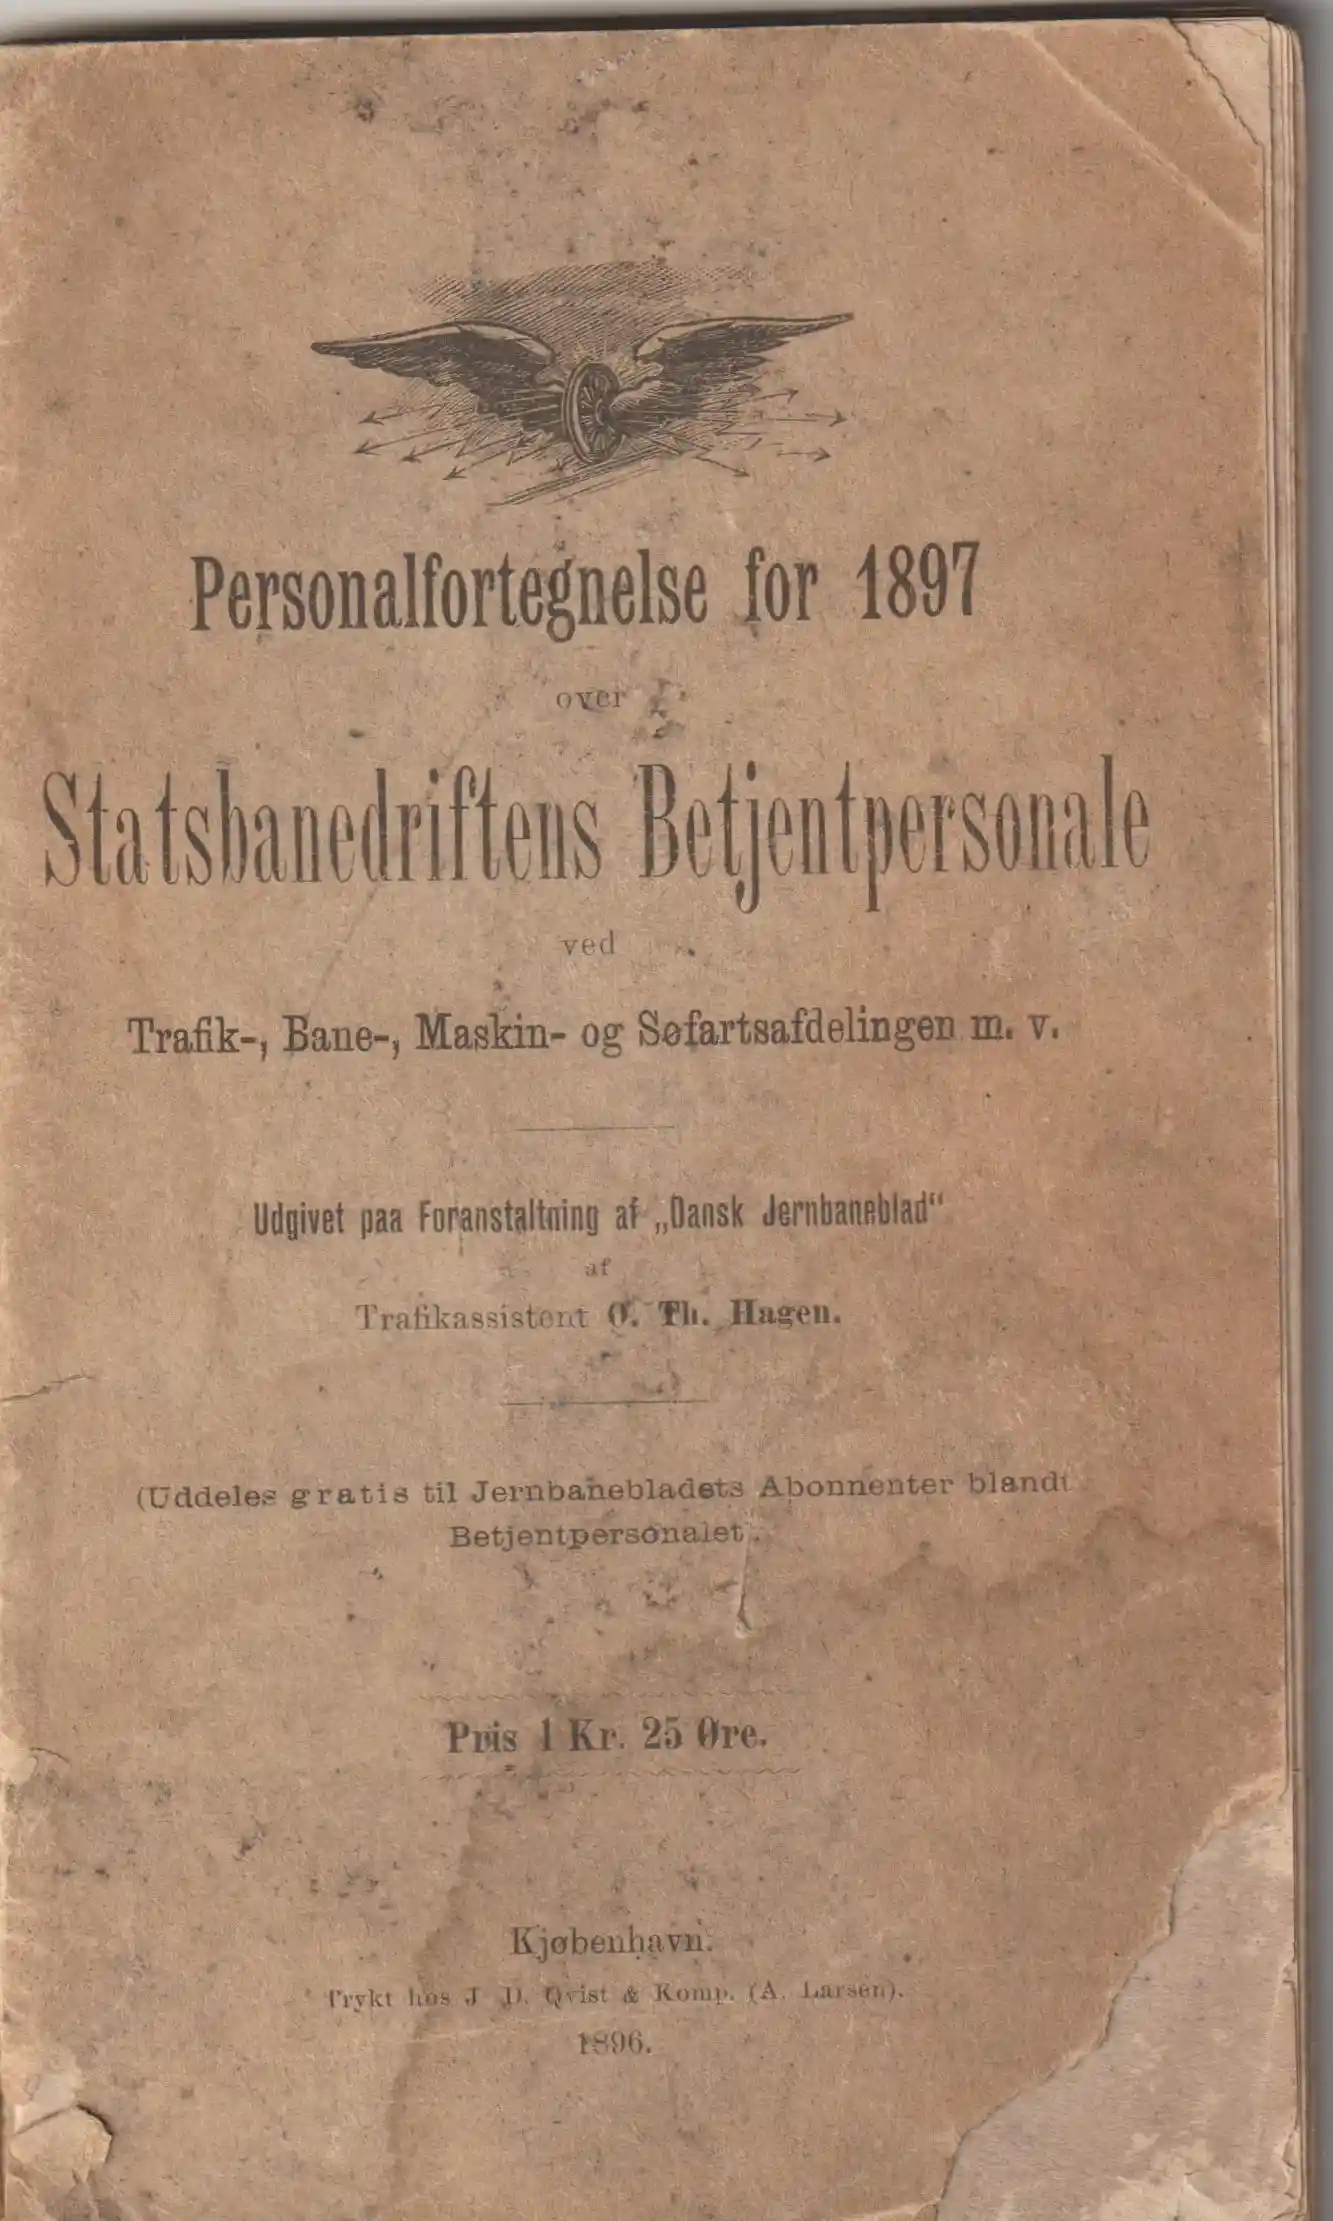 Personalfortegnelse for 1897
over
Statsbanedriftens Betjentpersonale
ved
Trafik-, Bane-, Maskin- og Søfartsafdelingen m. v.
Udgivet paa Foranstaltning af „Dansk Jernbaneblad“
af
Trafikassistent O. Th. Hagen.
(Uddeles gratis til Jernbanebladets Abonnenter blandt
Betjentpersonalet.
Pris 1 Kr. 25 Øre.
Kjøbenhavn.
Trykt hos J. D. Qvist & Komp. (A. Larsen).
1896.